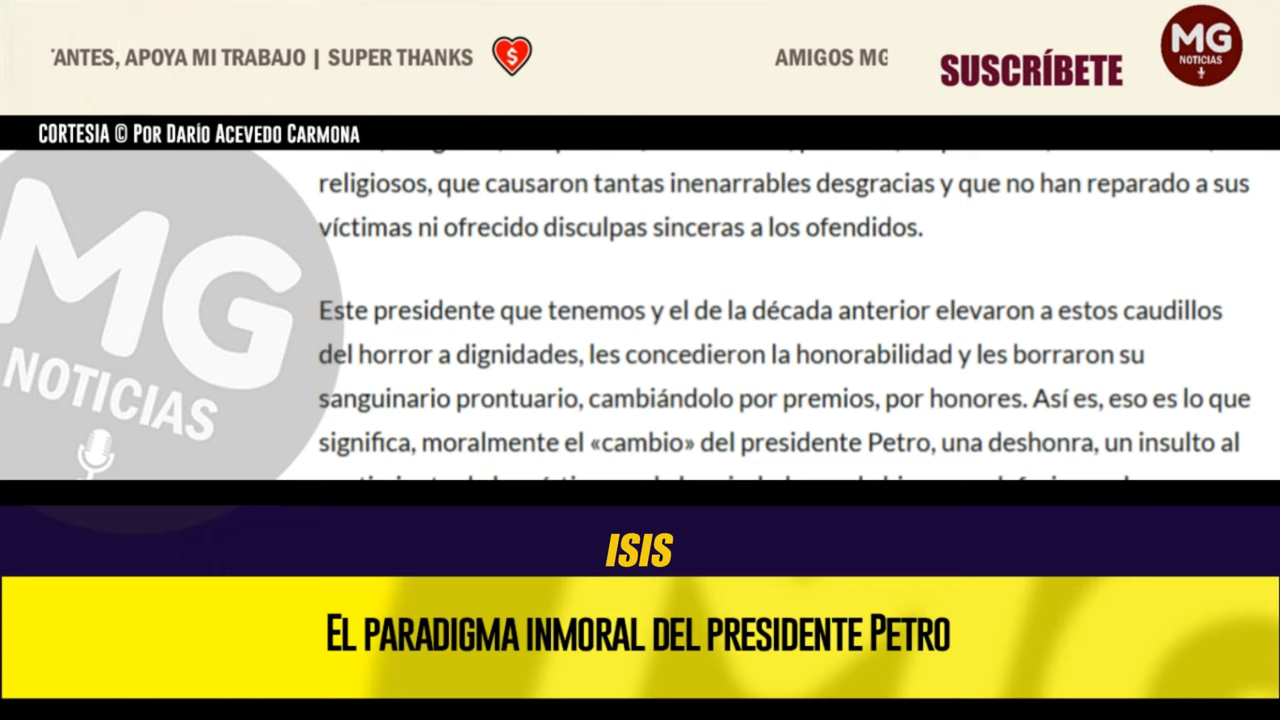 'ANTES, APOYA MI TRABAJO | SUPER THANKS
AMIGOS MG
SUSCRÍBETE
MG
NOTICIAS
CORTESIA © POR DARÍO ACEVEDO CARMONA
religiosos, que causaron tantas inenarrables desgracias y que no han reparado a sus
víctimas ni ofrecido disculpas sinceras a los ofendidos.
Este presidente que tenemos y el de la década anterior elevaron a estos caudillos
del horror a dignidades, les concedieron la honorabilidad y les borraron su
sanguinario prontuario, cambiándolo por premios, por honores. Así es, eso es lo que
significa, moralmente el «cambio» del presidente Petro, una deshonra, un insulto al
MG
NOTICIAS
ISIS
EL PARADIGMA INMORAL DEL PRESIDENTE PETRO